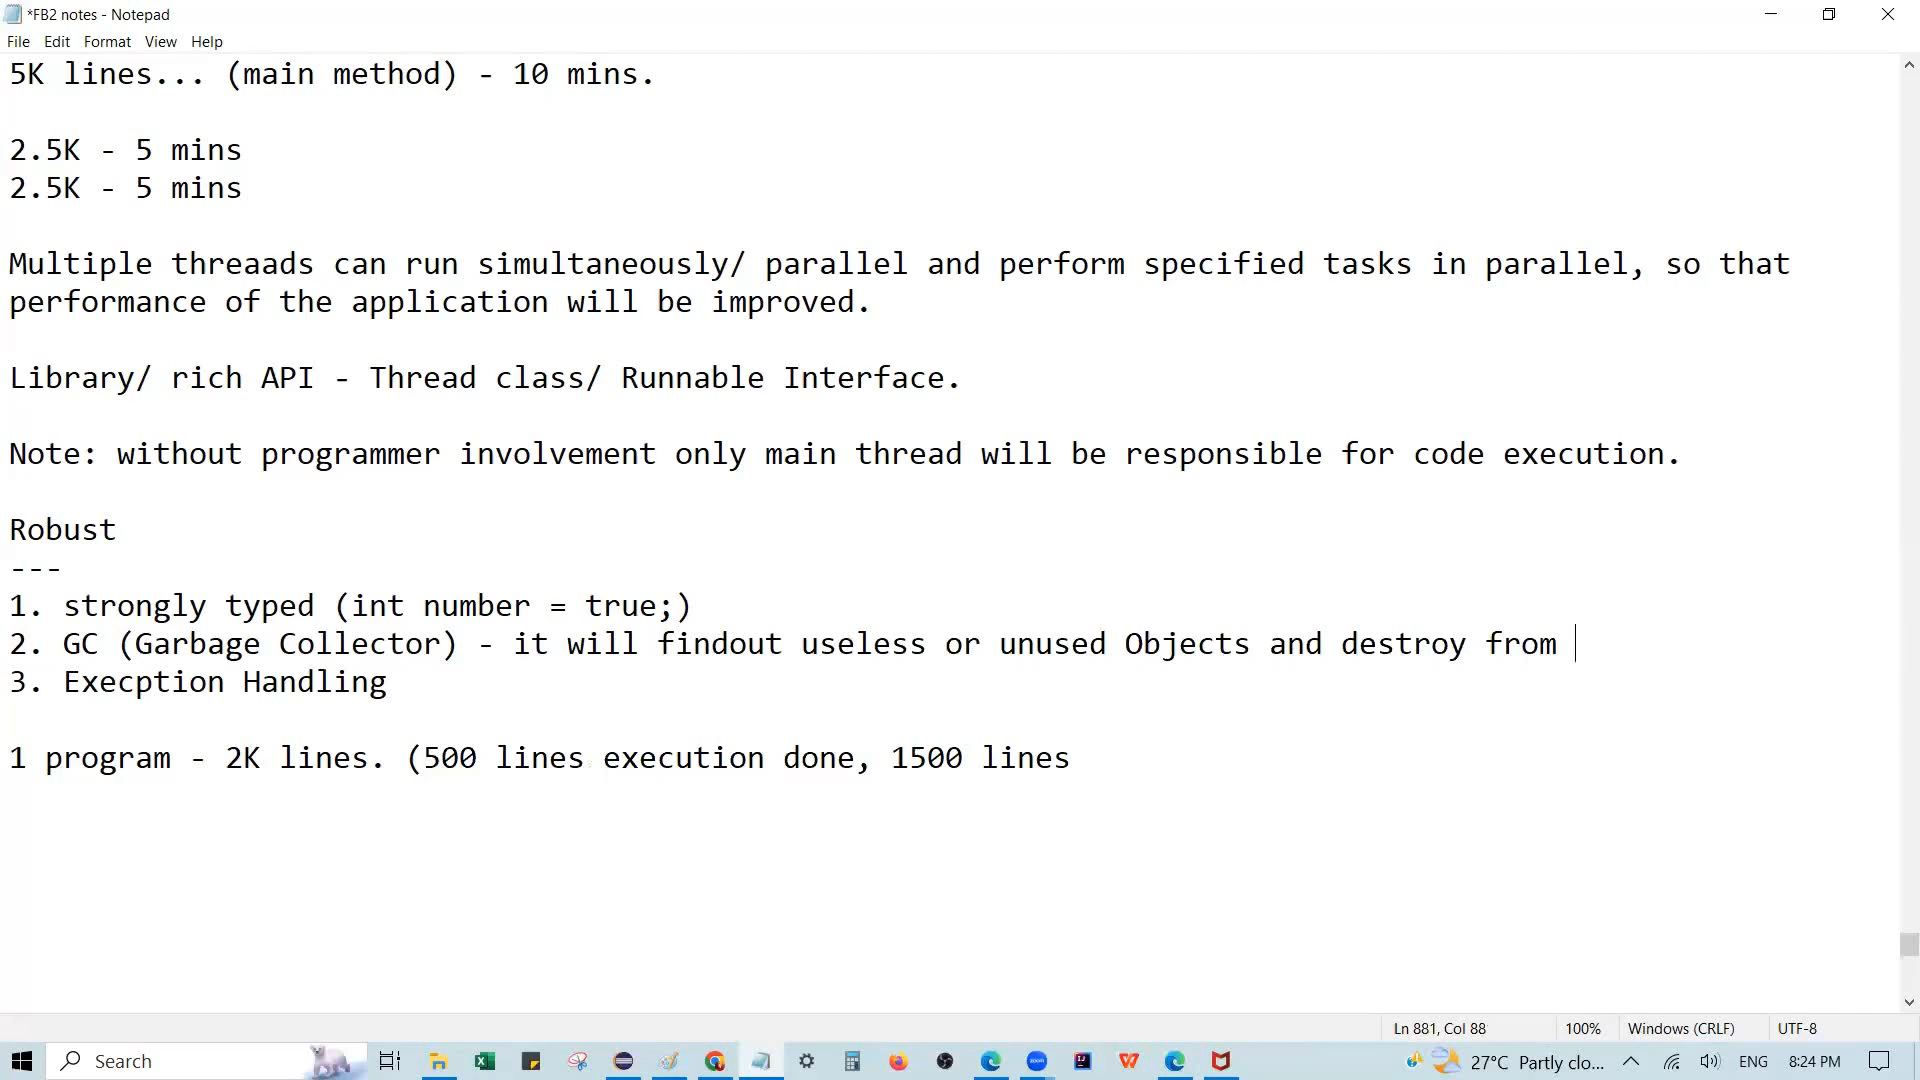 *FB2 notes - Notepad
File Edit Format View Help
5K lines... (main method) - 10 mins.
2.5K - 5 mins
2.5K - 5 mins
Multiple threaads can run simultaneously/ parallel and perform specified tasks in parallel, so that
performance of the application will be improved.
Library/ rich API - Thread class/ Runnable Interface.
Note: without programmer involvement only main thread will be responsible for code execution.
Robust
---
1. strongly typed (int number = true;)
2. GC (Garbage Collector) - it will findout useless or unused Objects and destroy from
3. Execption Handling
1 program - 2K lines. (500 lines execution done, 1500 lines
Ln 881, Col 88 100% Windows (CRLF) UTF-8
Search 27°C Partly clo... ENG 8:24 PM